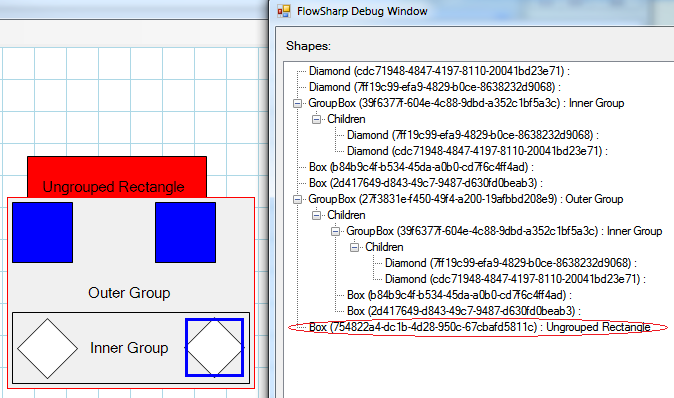 FlowSharp Debug Window
Shapes:
Diamond (cdc71948-4847-4197-8110-20041bd23e71) :
Diamond (7ff19c99-efa9-4829-b0ce-8638232d9068) :
GroupBox (39f6377f-604e-4c88-9dbd-a352c1bf5a3c) : Inner Group
Children
Diamond (7ff19c99-efa9-4829-b0ce-8638232d9068) :
Diamond (cdc71948-4847-4197-8110-20041bd23e71) :
Box (b84b9c4f-b534-45da-a0b0-cd7f6c4ff4ad) :
Box (2d417649-d843-49c7-9487-d630fd0beab3) :
GroupBox (27f3831e-f450-49f4-a200-19afbbd208e9) : Outer Group
Children
GroupBox (39f6377f-604e-4c88-9dbd-a352c1bf5a3c) : Inner Group
Children
Diamond (7ff19c99-efa9-4829-b0ce-8638232d9068) :
Diamond (cdc71948-4847-4197-8110-20041bd23e71) :
Box (b84b9c4f-b534-45da-a0b0-cd7f6c4ff4ad) :
Box (2d417649-d843-49c7-9487-d630fd0beab3) :
Box (754822a4-dc1b-4d28-950c-67cbafd5811c) : Ungrouped Rectangle
Ungrouped Rectangle
Outer Group
Inner Group